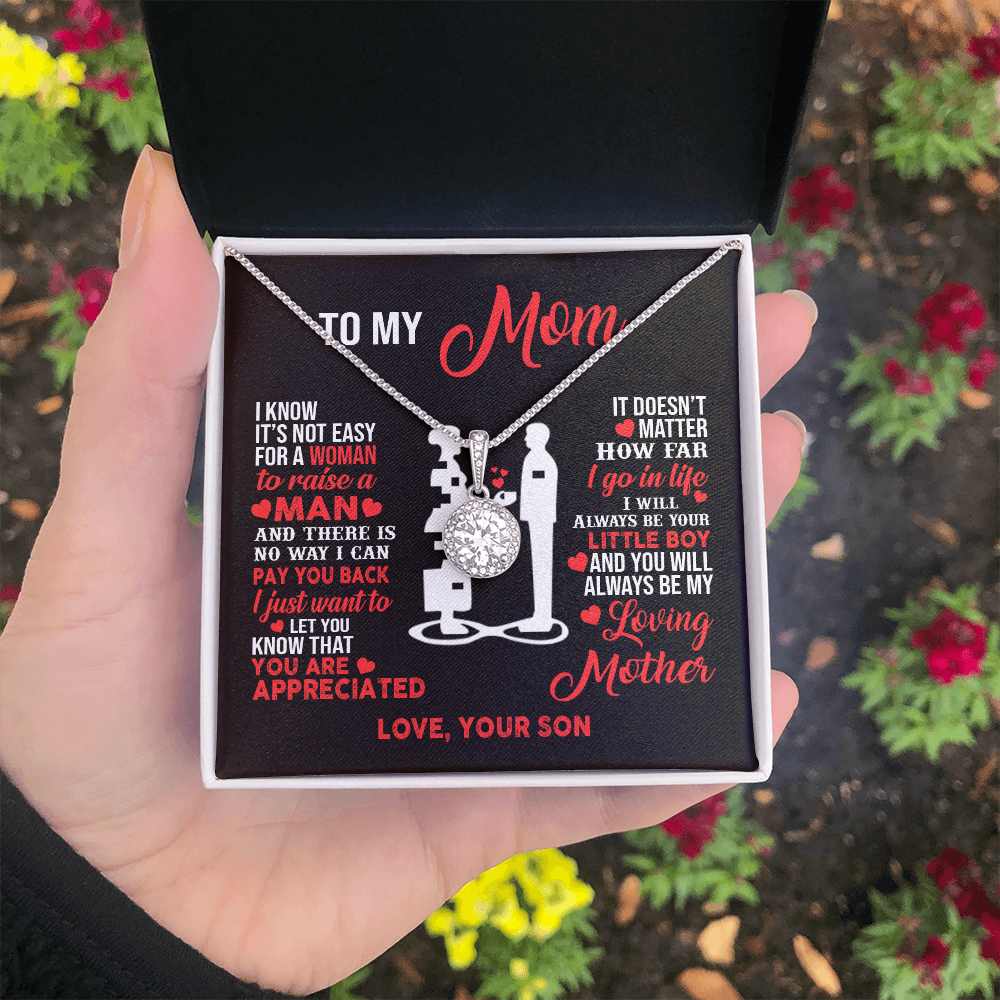 TO MY Mom
I KNOW
IT'S NOT EASY
FOR A WOMAN
to raise a
MAN
AND THERE IS
NO WAY I CAN
PAY YOU BACK
I just want to
LET YOU
KNOW THAT
YOU ARE
APPRECIATED
IT DOESN'T
MATTER
HOW FAR
I go in life
I WILL
ALWAYS BE YOUR
LITTLE BOY
AND YOU WILL
ALWAYS BE MY
Loving
Mother
LOVE, YOUR SON